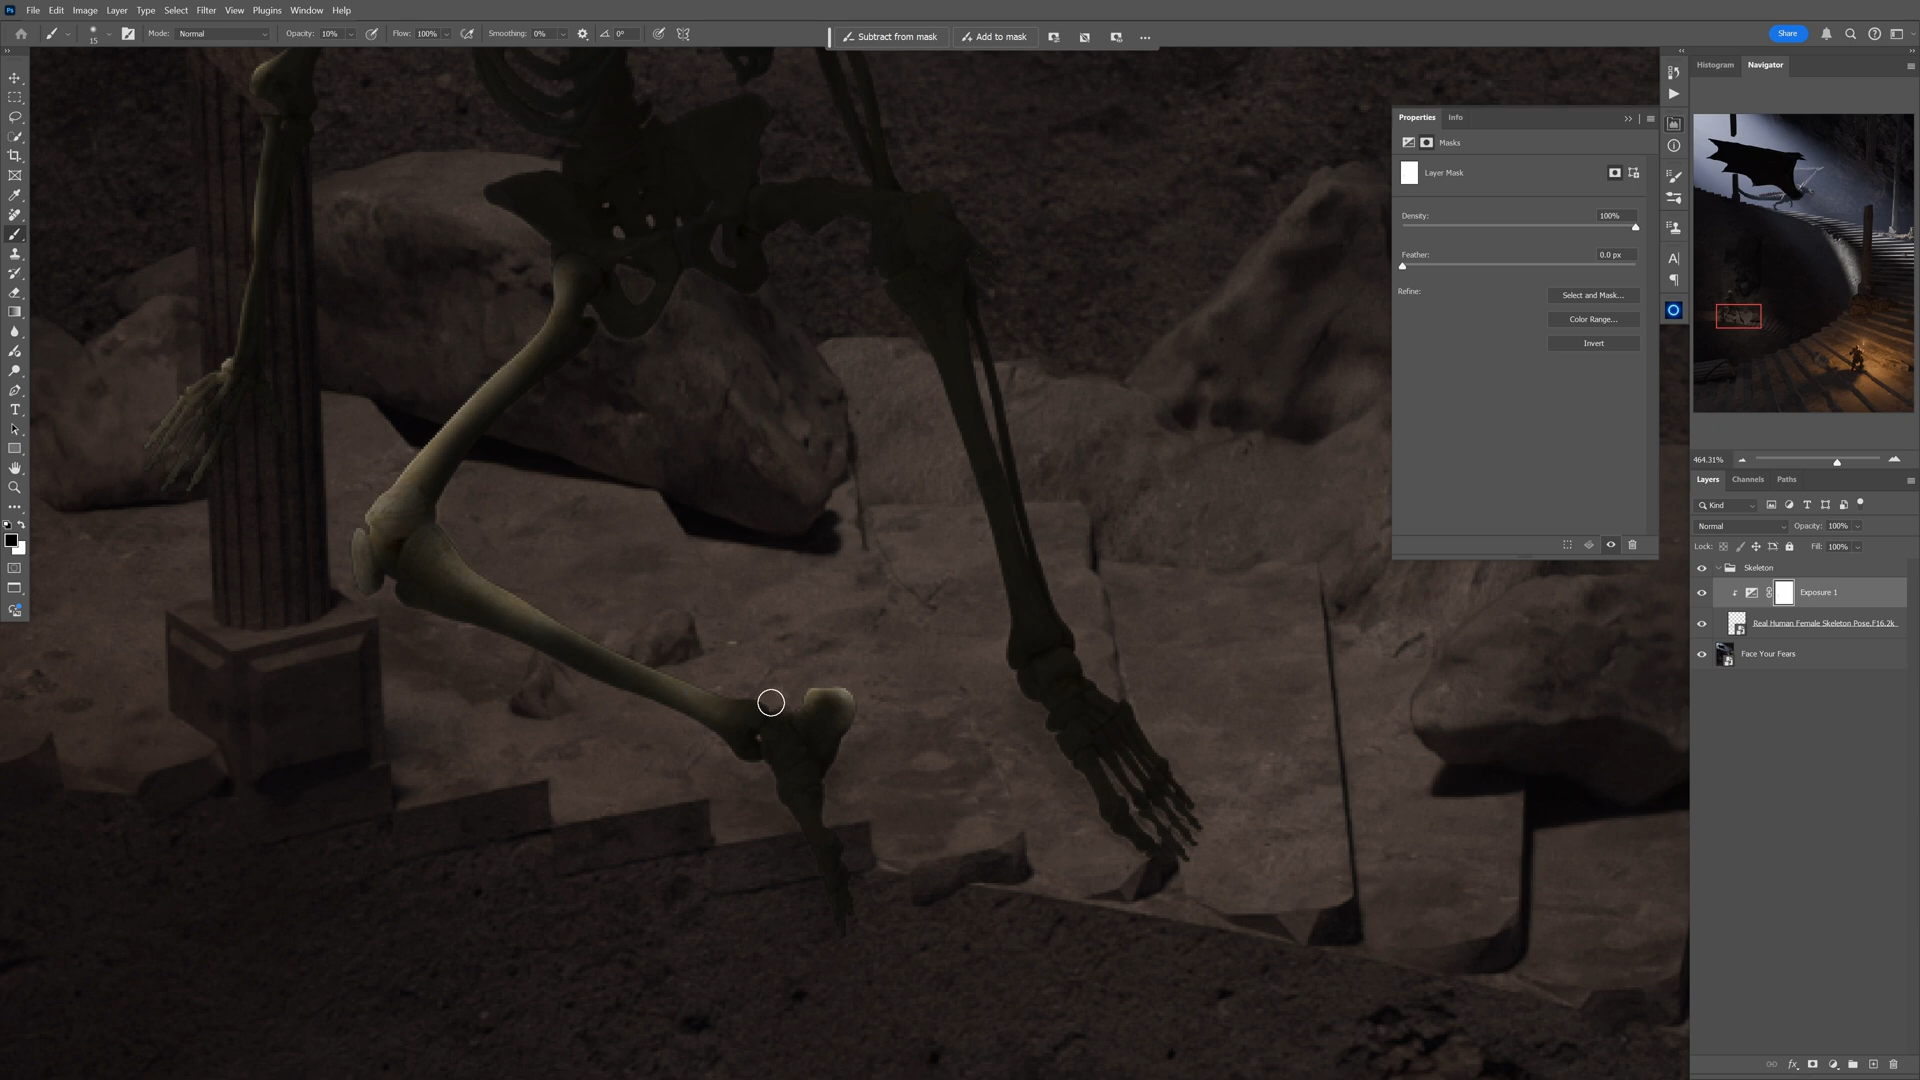 Ps File Edit Image Layer Type Select Filter View Plugins Window Help
15 Mode: Normal Opacity: 10% Flow: 100% Smoothing: 0% 0° Subtract from mask Add to mask Share
Histogram Navigator
Properties Info
Masks
Layer Mask
Density: 100%
Feather: 0.0 px
Refine: Select and Mask...
Color Range...
Invert
464.31%
Layers Channels Paths
Kind
Normal Opacity: 100%
Lock: Fill: 100%
Skeleton
Exposure 1
Real Human Female Skeleton Pose.F16.2k
Face Your Fears
fx